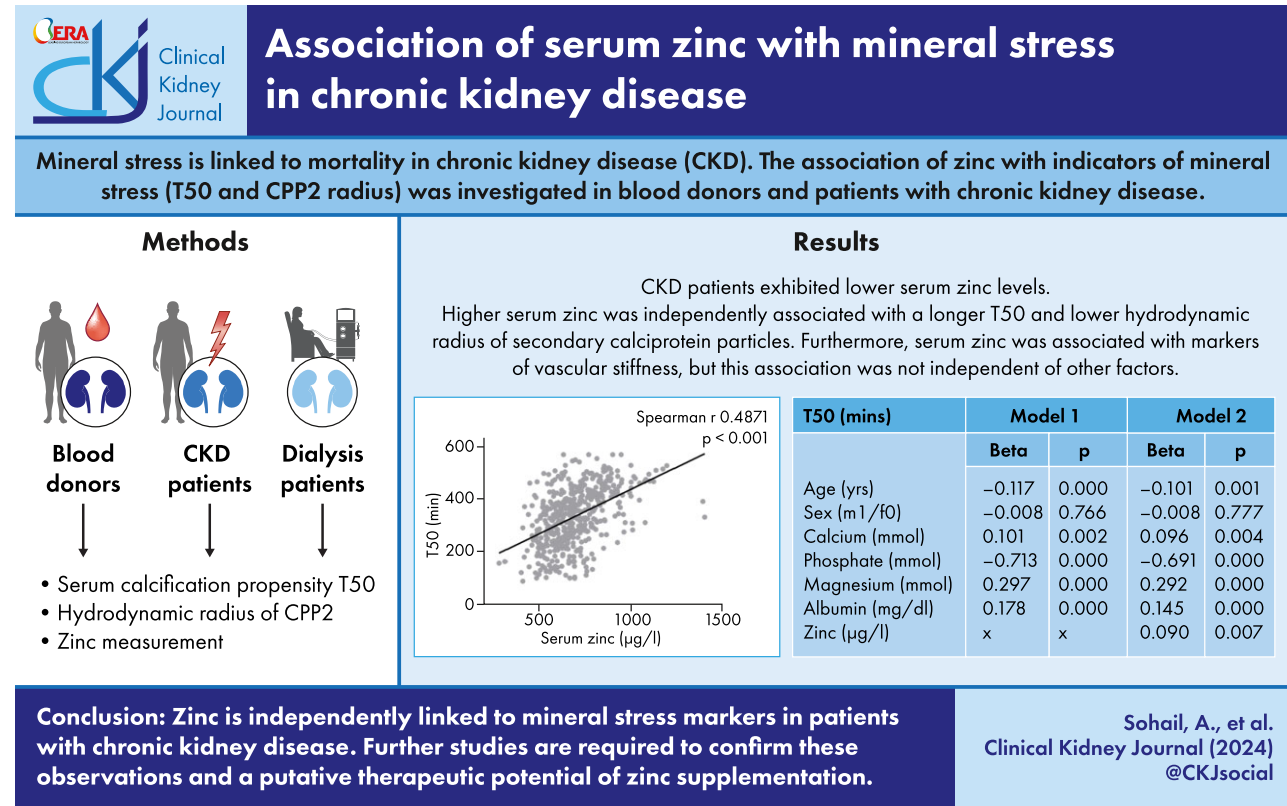 ERA
CKJ
Clinical
Kidney
Journal
Association of serum zinc with mineral stress
in chronic kidney disease
Mineral stress is linked to mortality in chronic kidney disease (CKD). The association of zinc with indicators of mineral
stress (T50 and CPP2 radius) was investigated in blood donors and patients with chronic kidney disease.
Methods
Blood
donors
CKD
patients
Dialysis
patients
• Serum calcification propensity T50
• Hydrodynamic radius of CPP2
• Zinc measurement
Results
CKD patients exhibited lower serum zinc levels.
Higher serum zinc was independently associated with a longer T50 and lower hydrodynamic
radius of secondary calciprotein particles. Furthermore, serum zinc was associated with markers
of vascular stiffness, but this association was not independent of other factors.
Spearman r 0.4871
p < 0.001
T50 (min)
600
400
200
0
500 1000 1500
Serum zinc (µg/l)
T50 (mins) Model 1 Model 2
Beta p Beta p
Age (yrs) −0.117 0.000 −0.101 0.001
Sex (m1/f0) −0.008 0.766 −0.008 0.777
Calcium (mmol) 0.101 0.002 0.096 0.004
Phosphate (mmol) −0.713 0.000 −0.691 0.000
Magnesium (mmol) 0.297 0.000 0.292 0.000
Albumin (mg/dl) 0.178 0.000 0.145 0.000
Zinc (µg/l) x x 0.090 0.007
Conclusion: Zinc is independently linked to mineral stress markers in patients
with chronic kidney disease. Further studies are required to confirm these
observations and a putative therapeutic potential of zinc supplementation.
Sohail, A., et al.
Clinical Kidney Journal (2024)
@CKJsocial